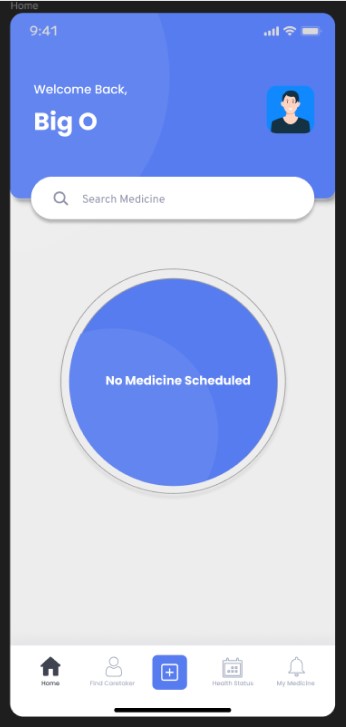 Home
9:41
Welcome Back,
Big O
Search Medicine
No Medicine Scheduled
Home
Find Caretaker
Health Status
My Medicine